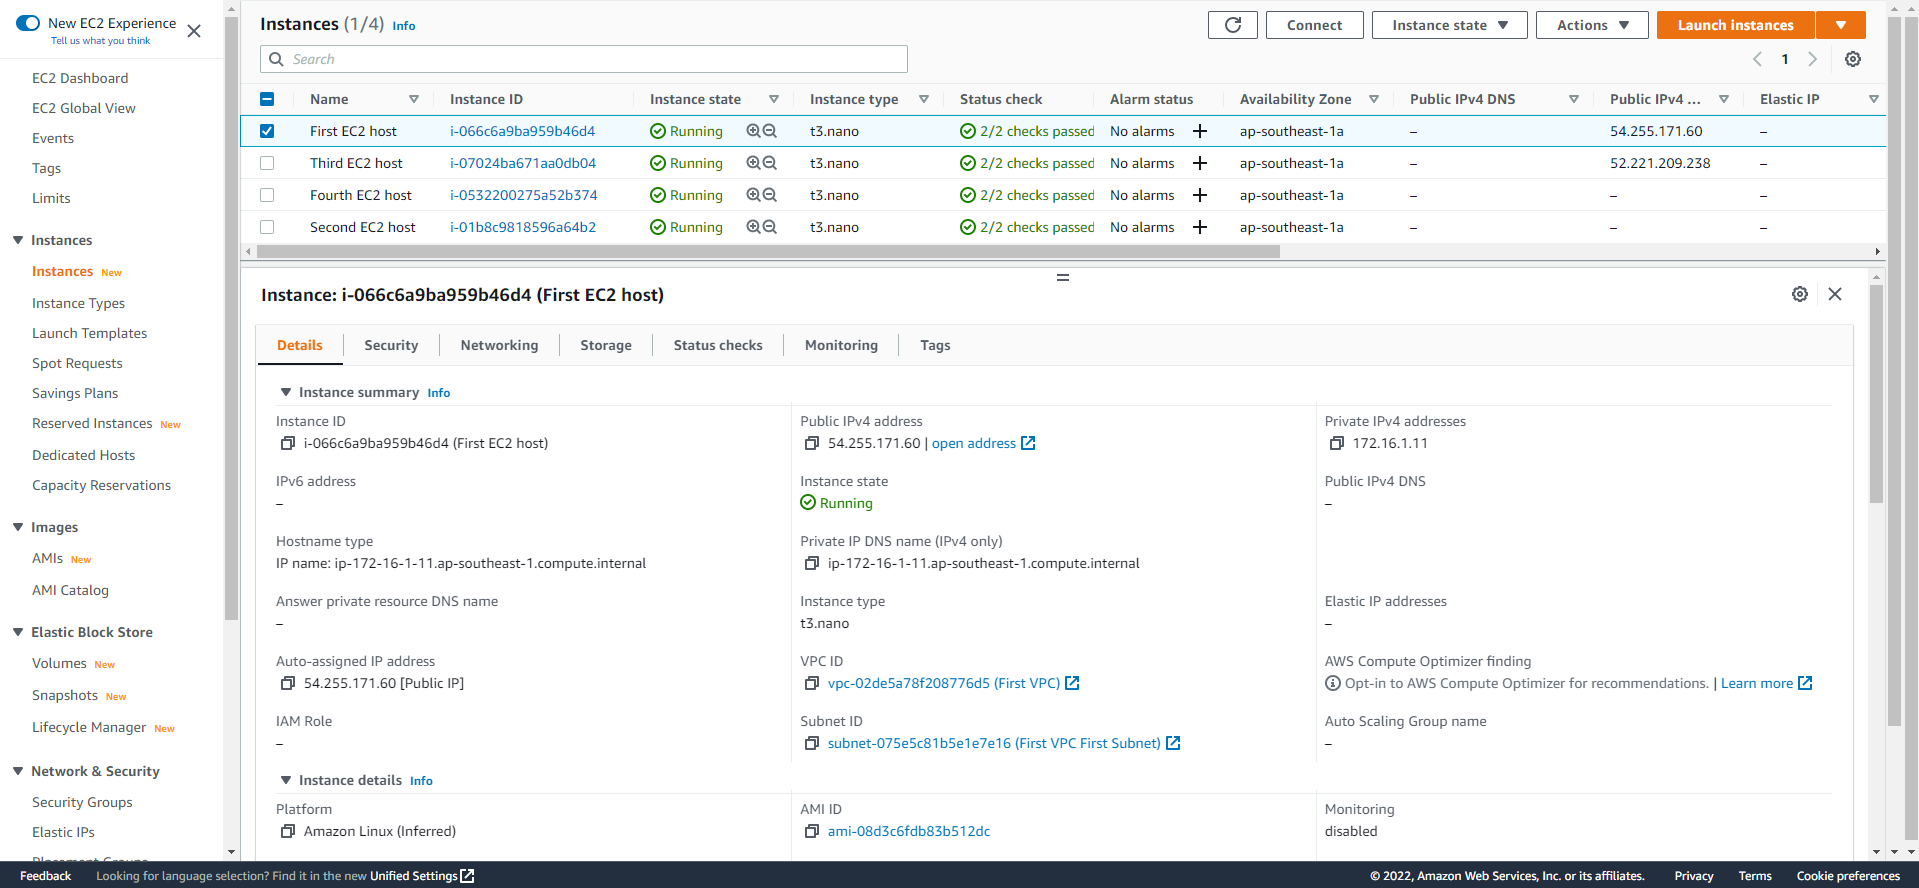 New EC2 Experience
Tell us what you think
EC2 Dashboard
EC2 Global View
Events
Tags
Limits
Instances
Instances New
Instance Types
Launch Templates
Spot Requests
Savings Plans
Reserved Instances New
Dedicated Hosts
Capacity Reservations
Images
AMIs New
AMI Catalog
Elastic Block Store
Volumes New
Snapshots New
Lifecycle Manager New
Network & Security
Security Groups
Elastic IPs
Placement Groups
Instances (1/4) Info
Connect
Instance state
Actions
Launch instances
Search
1
Name Instance ID Instance state Instance type Status check Alarm status Availability Zone Public IPv4 DNS Public IPv4 ... Elastic IP
First EC2 host i-066c6a9ba959b46d4 Running t3.nano 2/2 checks passed No alarms + ap-southeast-1a – 54.255.171.60 –
Third EC2 host i-07024ba671aa0db04 Running t3.nano 2/2 checks passed No alarms + ap-southeast-1a – 52.221.209.238 –
Fourth EC2 host i-0532200275a52b374 Running t3.nano 2/2 checks passed No alarms + ap-southeast-1a – – –
Second EC2 host i-01b8c9818596a64b2 Running t3.nano 2/2 checks passed No alarms + ap-southeast-1a – – –
Instance: i-066c6a9ba959b46d4 (First EC2 host)
Details Security Networking Storage Status checks Monitoring Tags
Instance summary Info
Instance ID
i-066c6a9ba959b46d4 (First EC2 host)
Public IPv4 address
54.255.171.60 | open address
Private IPv4 addresses
172.16.1.11
IPv6 address
–
Instance state
Running
Public IPv4 DNS
–
Hostname type
IP name: ip-172-16-1-11.ap-southeast-1.compute.internal
Private IP DNS name (IPv4 only)
ip-172-16-1-11.ap-southeast-1.compute.internal
Answer private resource DNS name
–
Instance type
t3.nano
Elastic IP addresses
–
Auto-assigned IP address
54.255.171.60 [Public IP]
VPC ID
vpc-02de5a78f208776d5 (First VPC)
AWS Compute Optimizer finding
Opt-in to AWS Compute Optimizer for recommendations. | Learn more
IAM Role
–
Subnet ID
subnet-075e5c81b5e1e7e16 (First VPC First Subnet)
Auto Scaling Group name
–
Instance details Info
Platform
Amazon Linux (Inferred)
AMI ID
ami-08d3c6fdb83b512dc
Monitoring
disabled
Feedback Looking for language selection? Find it in the new Unified Settings
© 2022, Amazon Web Services, Inc. or its affiliates. Privacy Terms Cookie preferences